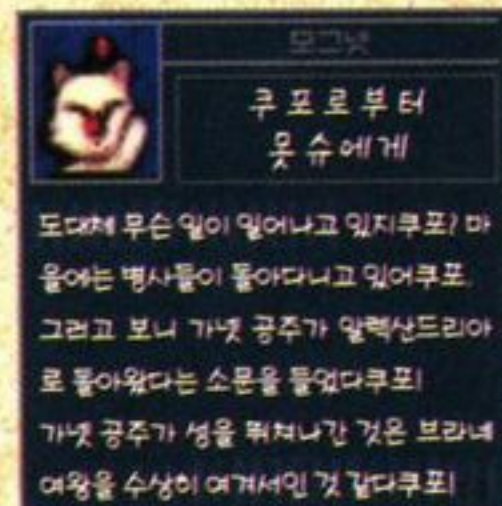 모그넷
쿠포로부터
못슈에게
도대체 무슨 일이 일어나고 있지쿠포? 마
을에는 병사들이 돌아다니고 있어쿠포.
그러고 보니 가넷 공주가 알렉산드리아
로 돌아왔다는 소문을 들었다쿠포!
가넷 공주가 성을 뛰쳐나간 것은 브라네
여왕을 수상히 여겨서인 것 같다쿠포!